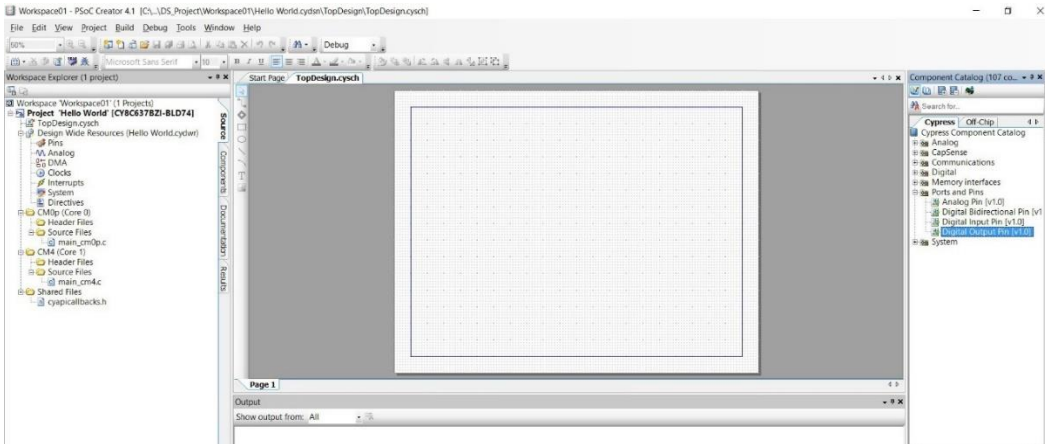 Workspace01 - PSoC Creator 4.1 [C:\...\DS_Project\Workspace01\Hello World.cydsn\TopDesign\TopDesign.cysch]
File Edit View Project Build Debug Tools Window Help
60% Debug
Microsoft Sans Serif 10 B I U
Workspace Explorer (1 project)
Workspace 'Workspace01' (1 Projects)
Project 'Hello World' [CY8C637BZI-BLD74]
TopDesign.cysch
Design Wide Resources (Hello World.cydwr)
Pins
Analog
DMA
Clocks
Interrupts
System
Directives
CM0p (Core 0)
Header Files
Source Files
main_cm0p.c
CM4 (Core 1)
Header Files
Source Files
main_cm4.c
Shared Files
cyapicallbacks.h
Source
Components
Documentation
Results
Start Page TopDesign.cysch
Page 1
Output
Show output from: All
Component Catalog (107 co...
Search for...
Cypress Off-Chip
Cypress Component Catalog
Analog
CapSense
Communications
Digital
Memory Interfaces
Ports and Pins
Analog Pin [v1.0]
Digital Bidirectional Pin [v1
Digital Input Pin [v1.0]
Digital Output Pin [v1.0]
System